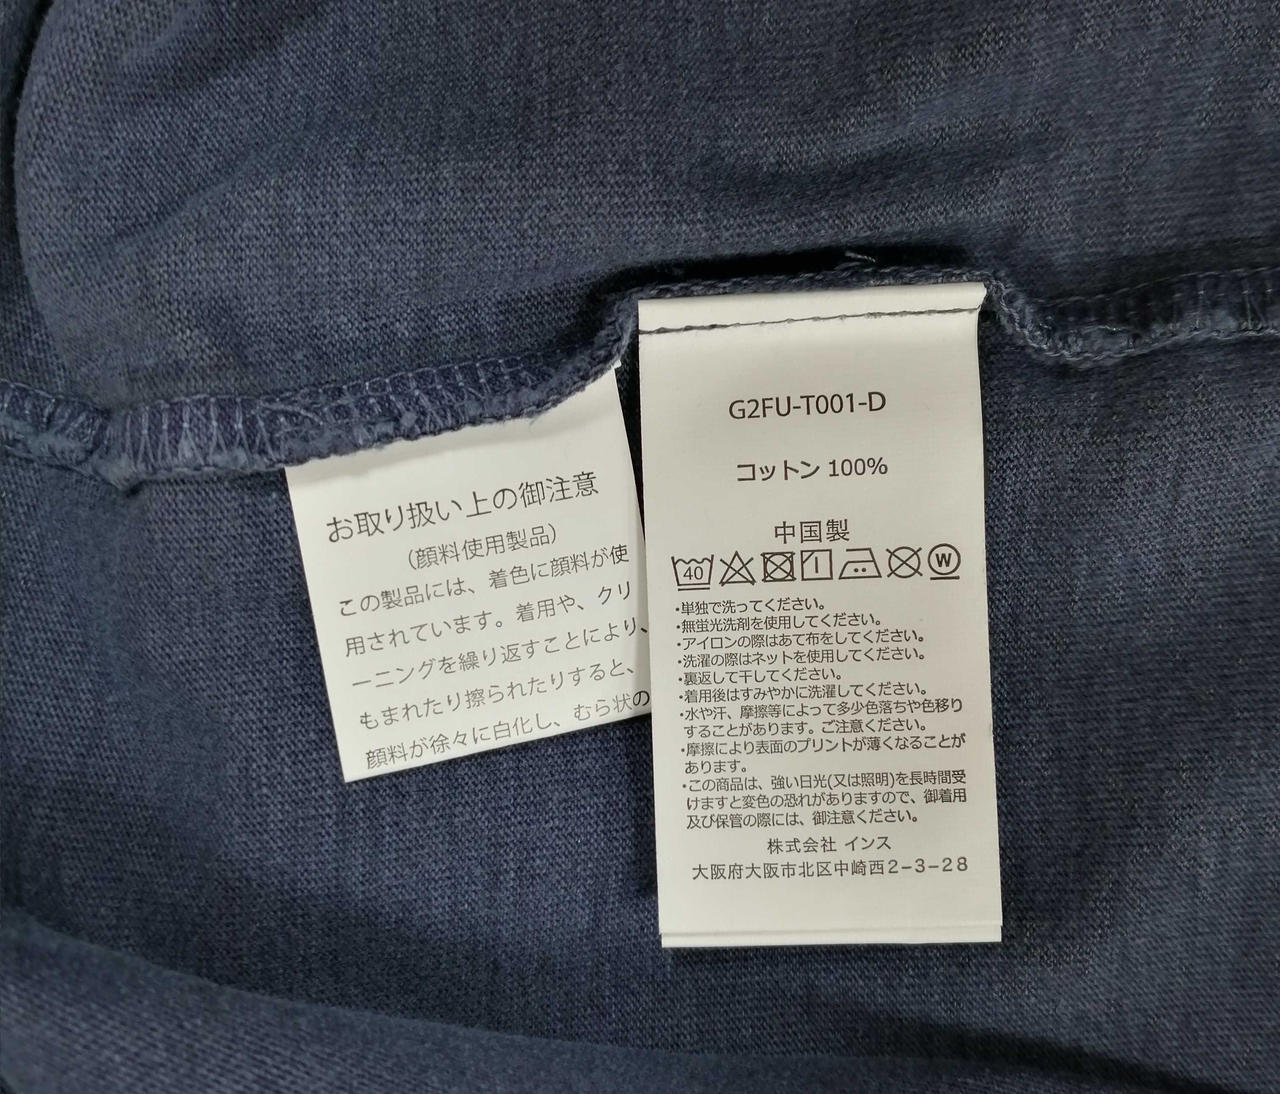 お取り扱い上の御注意
(顔料使用製品)
この製品には、着色に顔料が使
用されています。着用や、クリ
ーニングを繰り返すことにより、
もまれたり擦られたりすると、
顔料が徐々に白化し、むら状の
G2FU-T001-D
コットン 100%
中国製
40 W
・単独で洗ってください。
・無蛍光洗剤を使用してください。
・アイロンの際はあて布をしてください。
・洗濯の際はネットを使用してください。
・裏返して干してください。
・着用後はすみやかに洗濯してください。
・水や汗、摩擦等によって多少色落ちや色移り
することがあります。ご注意ください。
・摩擦により表面のプリントが薄くなることが
あります。
・この商品は、強い日光(又は照明)を長時間受
けますと変色の恐れがありますので、御着用
及び保管の際には、御注意ください。
株式会社 インス
大阪府大阪市北区中崎西2-3-28